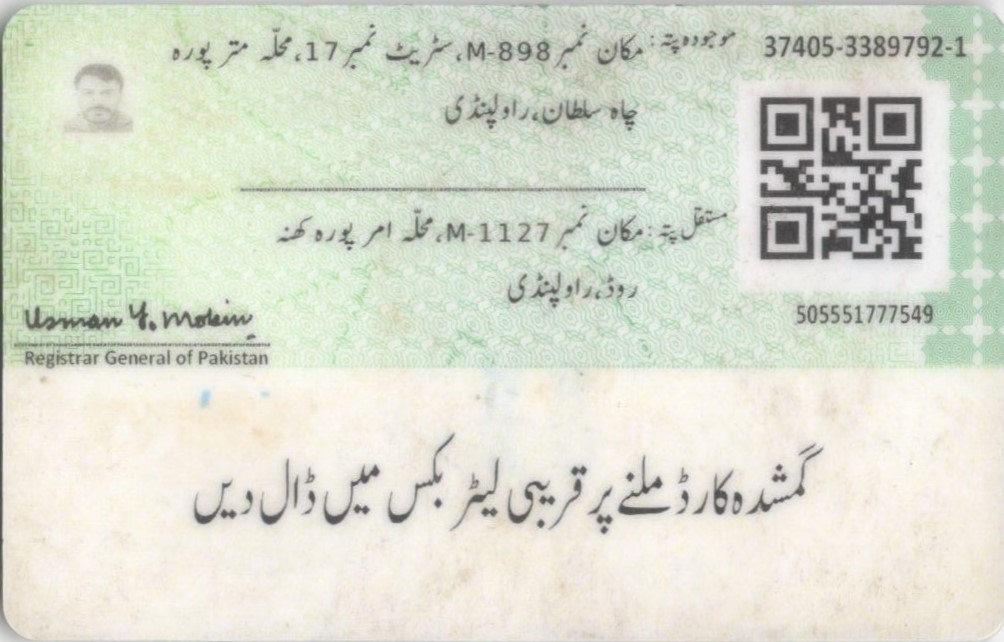 37405-3389792-1
موجودہ پتہ: مکان نمبر M-898، سٹریٹ نمبر 17، محلّہ متر پورہ
چاہ سلطان، راولپنڈی
مستقل پتہ: مکان نمبر M-1127، محلّہ امر پورہ کھنہ
روڈ، راولپنڈی
505551777549
Usman Y. Mobin
Registrar General of Pakistan
گمشدہ کارڈ ملنے پر قریبی لیٹر بکس میں ڈال دیں